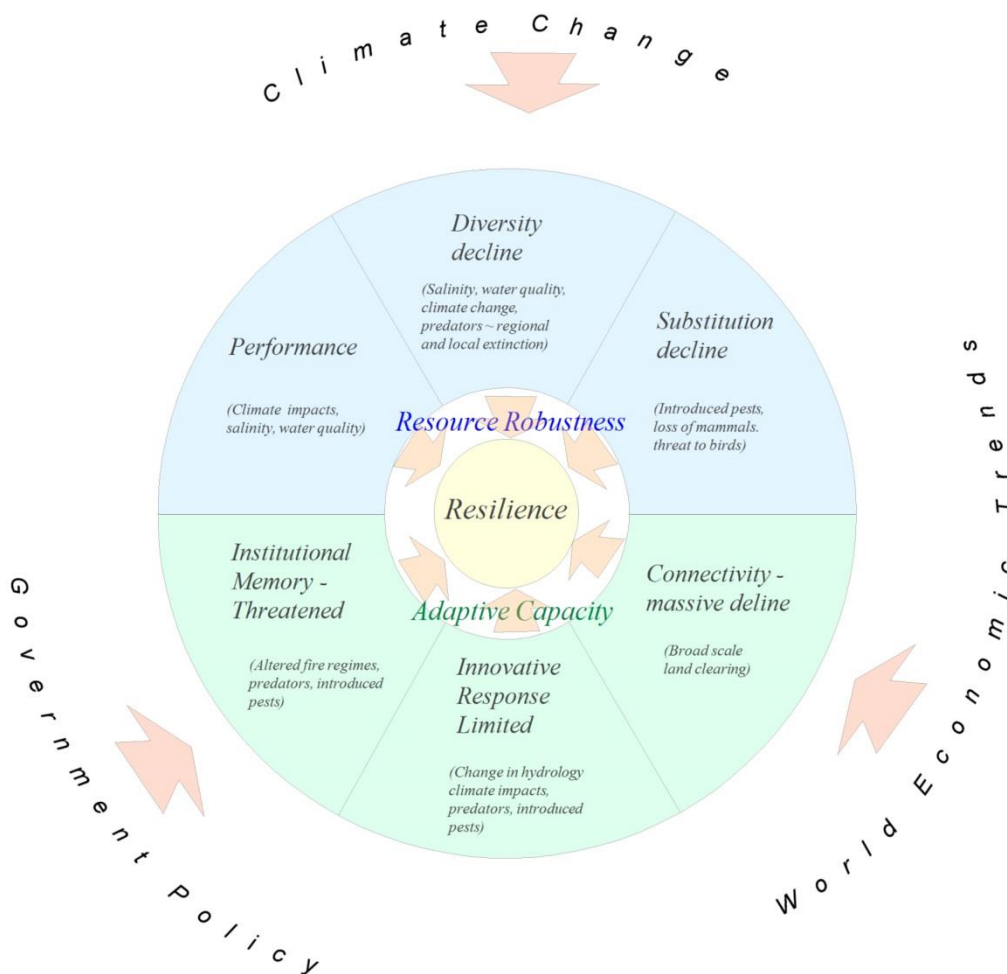 Climate Change
Diversity
decline
(Salinity, water quality,
climate change,
predators ~ regional
and local extinction)
Performance
(Climate impacts,
salinity, water quality)
Substitution
decline
(Introduced pests,
loss of mammals.
threat to birds)
Resource Robustness
Resilience
Adaptive Capacity
Institutional
Memory -
Threatened
(Altered fire regimes,
predators, introduced
pests)
Innovative
Response
Limited
(Change in hydrology
climate impacts,
predators, introduced
pests)
Connectivity -
massive deline
(Broad scale
land clearing)
Government Policy
World Economic Trends